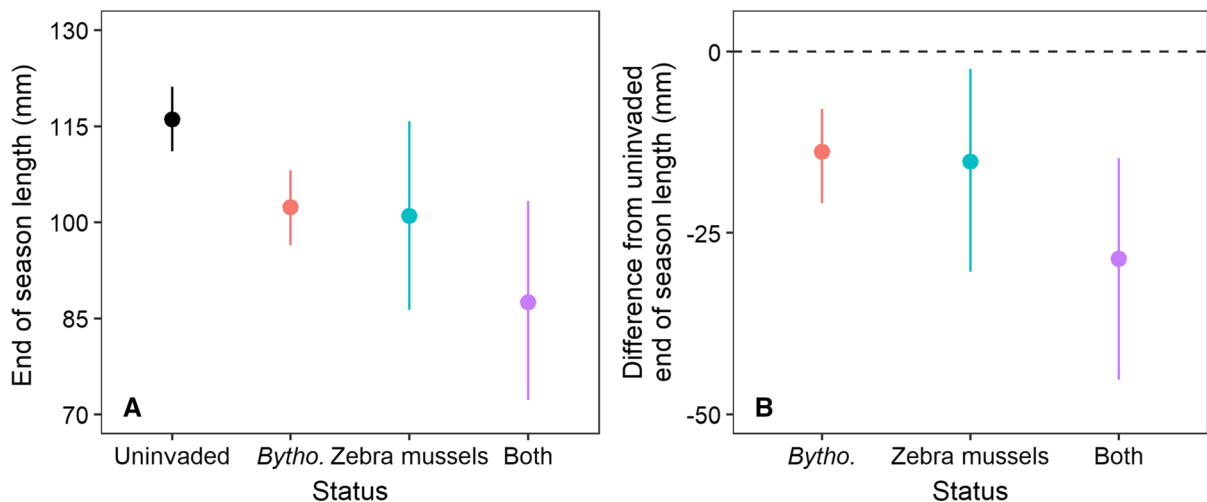 End of season length (mm)
130
115
100
85
70
A
Uninvaded Bytho. Zebra mussels Both
Status
Difference from uninvaded
end of season length (mm)
0
-25
-50
B
Bytho. Zebra mussels Both
Status